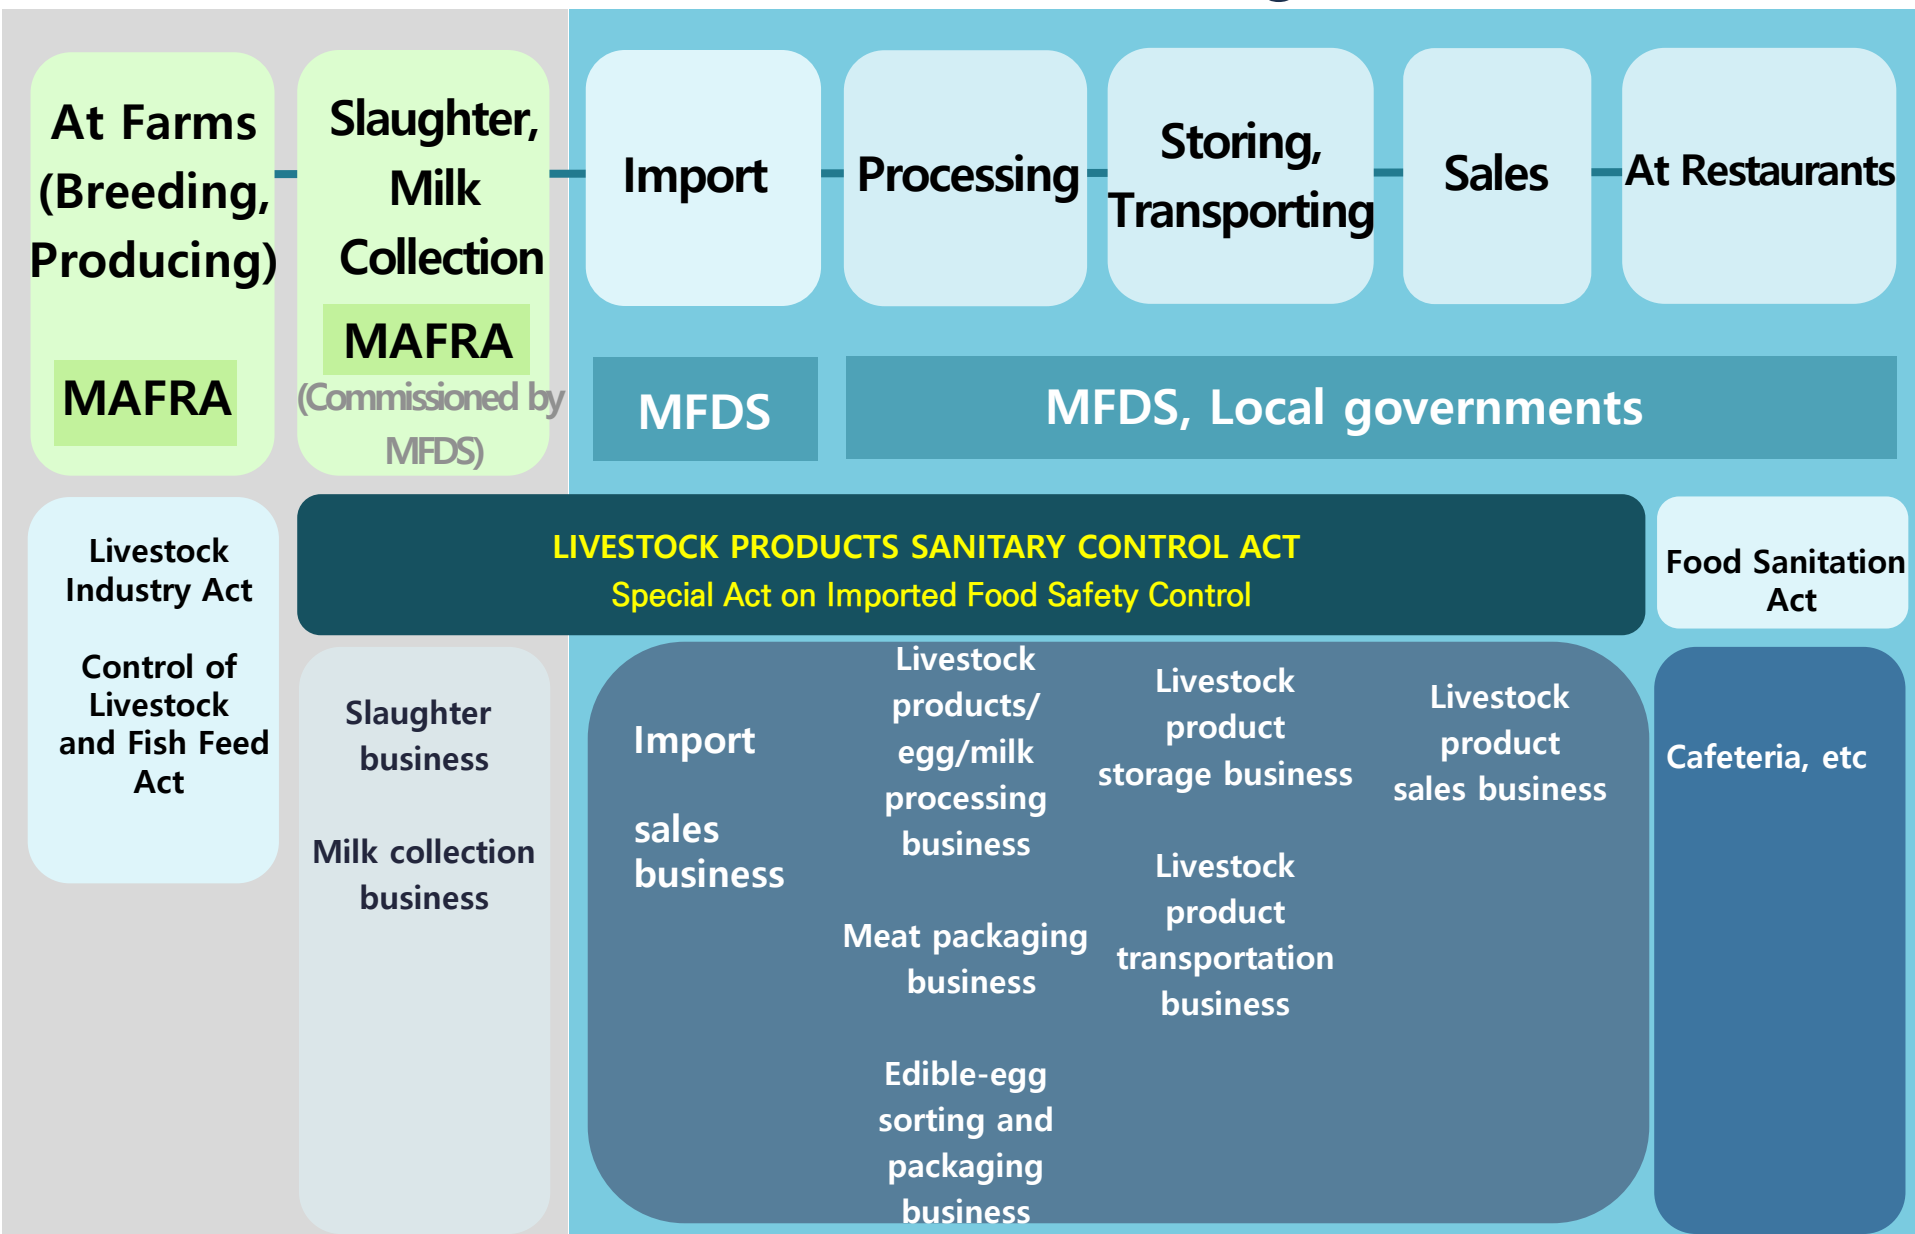 At Farms
(Breeding,
Producing)
MAFRA
Slaughter,
Milk
Collection
MAFRA
(Commissioned by
MFDS)
Import
Processing
Storing,
Transporting
Sales
At Restaurants
MFDS
MFDS, Local governments
Livestock
Industry Act
Control of
Livestock
and Fish Feed
Act
LIVESTOCK PRODUCTS SANITARY CONTROL ACT
Special Act on Imported Food Safety Control
Food Sanitation
Act
Slaughter
business
Milk collection
business
Import
sales
business
Livestock
products/
egg/milk
processing
business
Meat packaging
business
Edible-egg
sorting and
packaging
business
Livestock
product
storage business
Livestock
product
transportation
business
Livestock
product
sales business
Cafeteria, etc